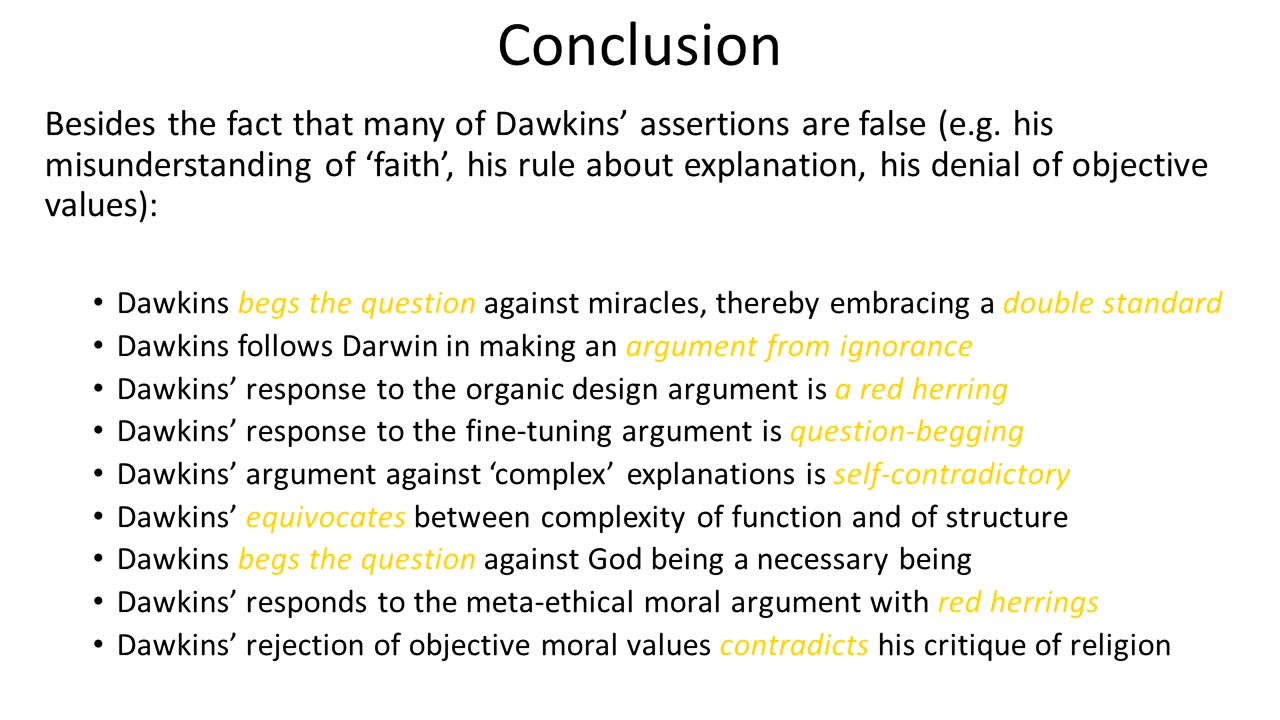 Conclusion
Besides the fact that many of Dawkins’ assertions are false (e.g. his
misunderstanding of ‘faith’, his rule about explanation, his denial of objective
values):
• Dawkins begs the question against miracles, thereby embracing a double standard
• Dawkins follows Darwin in making an argument from ignorance
• Dawkins’ response to the organic design argument is a red herring
• Dawkins’ response to the fine-tuning argument is question-begging
• Dawkins’ argument against ‘complex’ explanations is self-contradictory
• Dawkins’ equivocates between complexity of function and of structure
• Dawkins begs the question against God being a necessary being
• Dawkins’ responds to the meta-ethical moral argument with red herrings
• Dawkins’ rejection of objective moral values contradicts his critique of religion